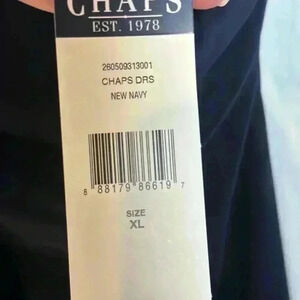 CHAPS
EST. 1978
260509313001
CHAPS DRS
NEW NAVY
8 88179 86619 7
SIZE
XL